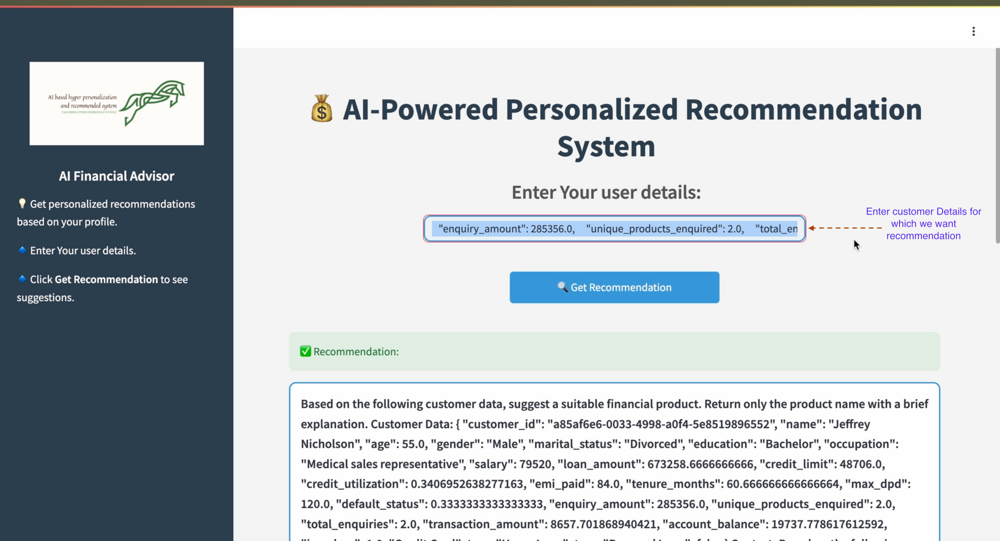 AI based hyper personalization
and recommended system
TAILORING EVERY EXPERIENCE TO YOU!
AI Financial Advisor
💡 Get personalized recommendations
based on your profile.
🔹 Enter Your user details.
🔹 Click Get Recommendation to see
suggestions.
💰 AI-Powered Personalized Recommendation
System
Enter Your user details:
"enquiry_amount": 285356.0, "unique_products_enquired": 2.0, "total_en
Enter customer Details for
which we want
recommendation
🔍 Get Recommendation
✅ Recommendation:
Based on the following customer data, suggest a suitable financial product. Return only the product name with a brief
explanation. Customer Data: { "customer_id": "a85af6e6-0033-4998-a0f4-5e8519896552", "name": "Jeffrey
Nicholson", "age": 55.0, "gender": "Male", "marital_status": "Divorced", "education": "Bachelor", "occupation":
"Medical sales representative", "salary": 79520, "loan_amount": 673258.6666666666, "credit_limit": 48706.0,
"credit_utilization": 0.3406952638277163, "emi_paid": 84.0, "tenure_months": 60.666666666666664, "max_dpd":
120.0, "default_status": 0.3333333333333333, "enquiry_amount": 285356.0, "unique_products_enquired": 2.0,
"total_enquiries": 2.0, "transaction_amount": 8657.701868940421, "account_balance": 19737.778617612592,